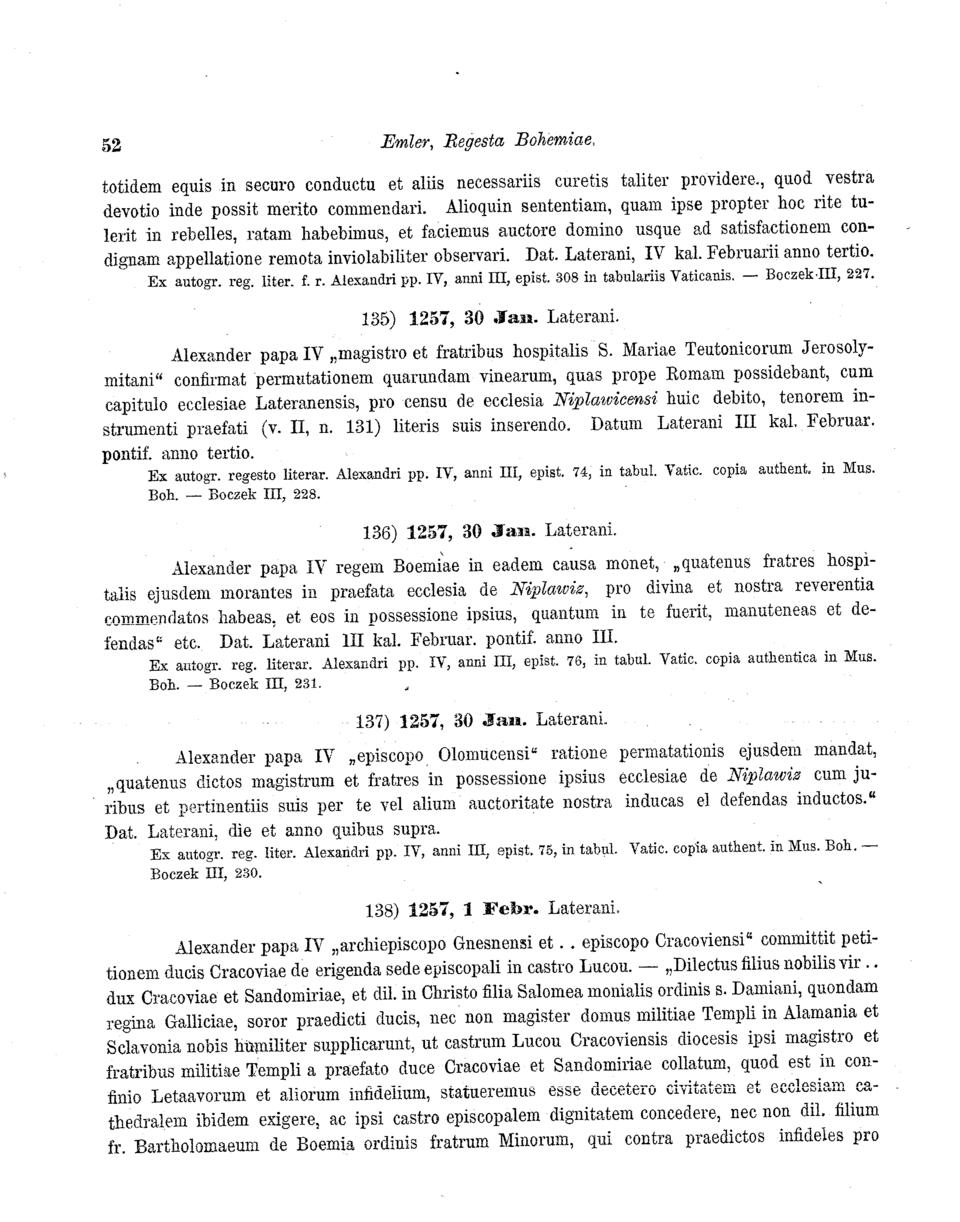 52
Emler, Regesta Bohemiae.
totidem equis in securo conductu et aliis necessariis curetis taliter providere., quod vestra
devotio inde possit merito commendari. Alioquin sententiam, quam ipse propter hoc rite tu-
lerit in rebelles, ratam habebimus, et faciemus auctore domino usque ad satisfactionem con-
dignam appellatione remota inviolabiliter observari. Dat. Laterani, IV kal. Februarii anno tertio.
Ex autogr. reg. liter. f. r. Alexandri pp. IV, anni III, epist. 308 in tabulariis Vaticanis. — Boczek III, 227.
135) 1257, 30 Jan. Laterani.
Alexander papa IV „magistro et fratribus hospitalis S. Mariae Teutonicorum Jerosoly-
mitani“ confirmat permutationem quarundam vinearum, quas prope Romam possidebant, cum
capitulo ecclesiae Lateranensis, pro censu de ecclesia Niplawicensi huic debito, tenorem in-
strumenti praefati (v. II, n. 131) literis suis inserendo. Datum Laterani III kal. Februar.
pontif. anno tertio.
Ex autogr. regesto literar. Alexandri pp. IV, anni III, epist. 74, in tabul. Vatic. copia authent. in Mus.
Boh. — Boczek III, 228.
136) 1257, 30 Jan. Laterani.
Alexander papa IV regem Boemiae in eadem causa monet, „quatenus fratres hospi-
talis ejusdem morantes in praefata ecclesia de Niplawiz, pro divina et nostra reverentia
commendatos habeas, et eos in possessione ipsius, quantum in te fuerit, manuteneas et de-
fendas“ etc. Dat. Laterani III kal. Februar. pontif. anno III.
Ex autogr. reg. literar. Alexandri pp. IV, anni III, epist. 76, in tabul. Vatic. copia authentica in Mus.
Boh. — Boczek III, 231.
137) 1257, 30 Jan. Laterani.
Alexander papa IV „episcopo Olomucensi“ ratione permatationis ejusdem mandat,
„quatenus dictos magistrum et fratres in possessione ipsius ecclesiae de Niplawiz cum ju-
ribus et pertinentiis suis per te vel alium auctoritate nostra inducas el defendas inductos.“
Dat. Laterani, die et anno quibus supra.
Ex autogr. reg. liter. Alexandri pp. IV, anni III, epist. 75, in tabul. Vatic. copia authent. in Mus. Boh. —
Boczek III, 230.
138) 1257, 1 Febr. Laterani.
Alexander papa IV „archiepiscopo Gnesnensi et . . episcopo Cracoviensi“ committit peti-
tionem ducis Cracoviae de erigenda sede episcopali in castro Lucou. — „Dilectus filius nobilis vir . .
dux Cracoviae et Sandomiriae, et dil. in Christo filia Salomea monialis ordinis s. Damiani, quondam
regina Galliciae, soror praedicti ducis, nec non magister domus militiae Templi in Alamania et
Sclavonia nobis humiliter supplicarunt, ut castrum Lucou Cracoviensis diocesis ipsi magistro et
fratribus militiae Templi a praefato duce Cracoviae et Sandomiriae collatum, quod est in con-
finio Letaavorum et aliorum infidelium, statueremus esse decetero civitatem et ecclesiam ca-
thedralem ibidem exigere, ac ipsi castro episcopalem dignitatem concedere, nec non dil. filium
fr. Bartholomaeum de Boemia ordinis fratrum Minorum, qui contra praedictos infideles pro